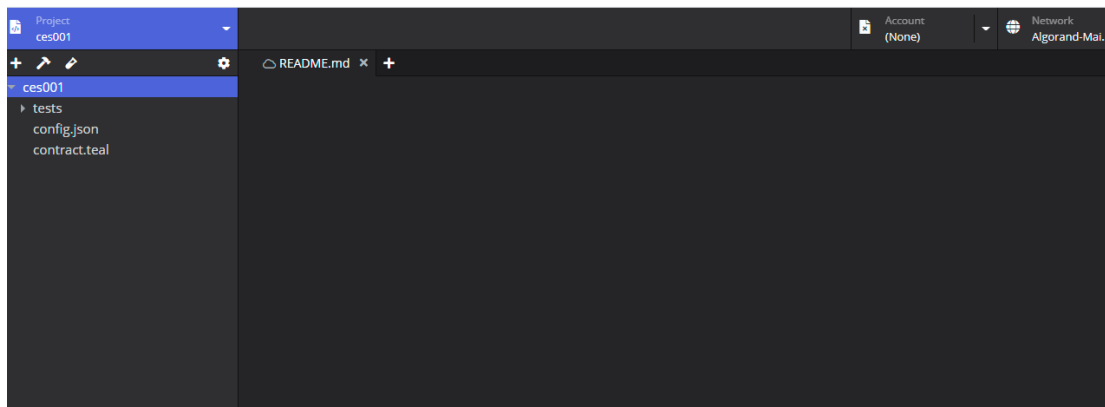 Project
ces001
Account
(None)
Network
Algorand-Mai.
README.md
ces001
tests
config.json
contract.teal